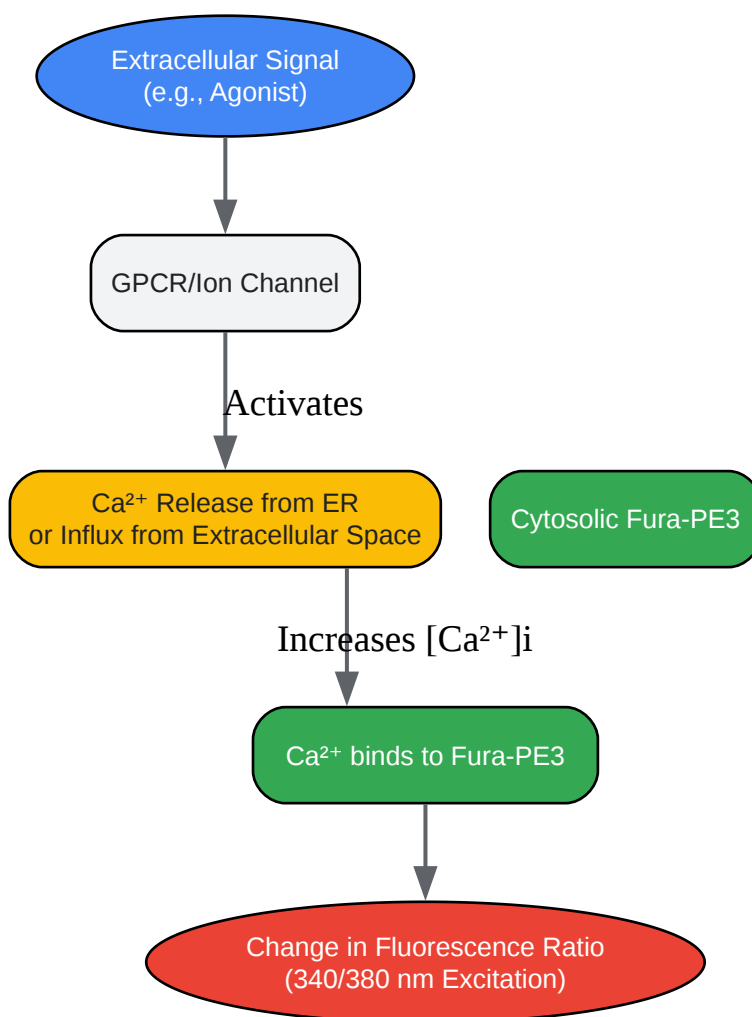 Extracellular Signal
(e.g., Agonist)
GPCR/Ion Channel
Activates
Ca²⁺ Release from ER
or Influx from Extracellular Space
Cytosolic Fura-PE3
Increases [Ca²⁺]i
Ca²⁺ binds to Fura-PE3
Change in Fluorescence Ratio
(340/380 nm Excitation)